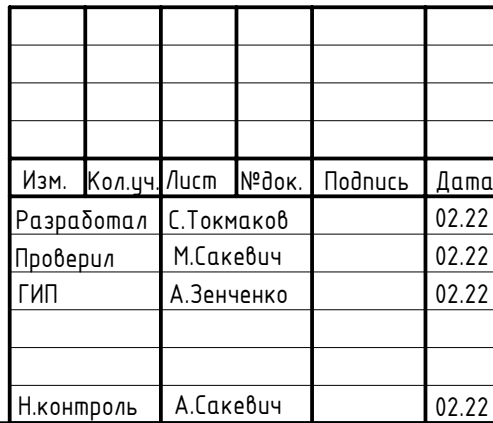 Изм. Кол.уч. Лист №док. Подпись Дата
Разработал С.Токмаков 02.22
Проверил М.Сакевич 02.22
ГИП А.Зенченко 02.22
Н.контроль А.Сакевич 02.22